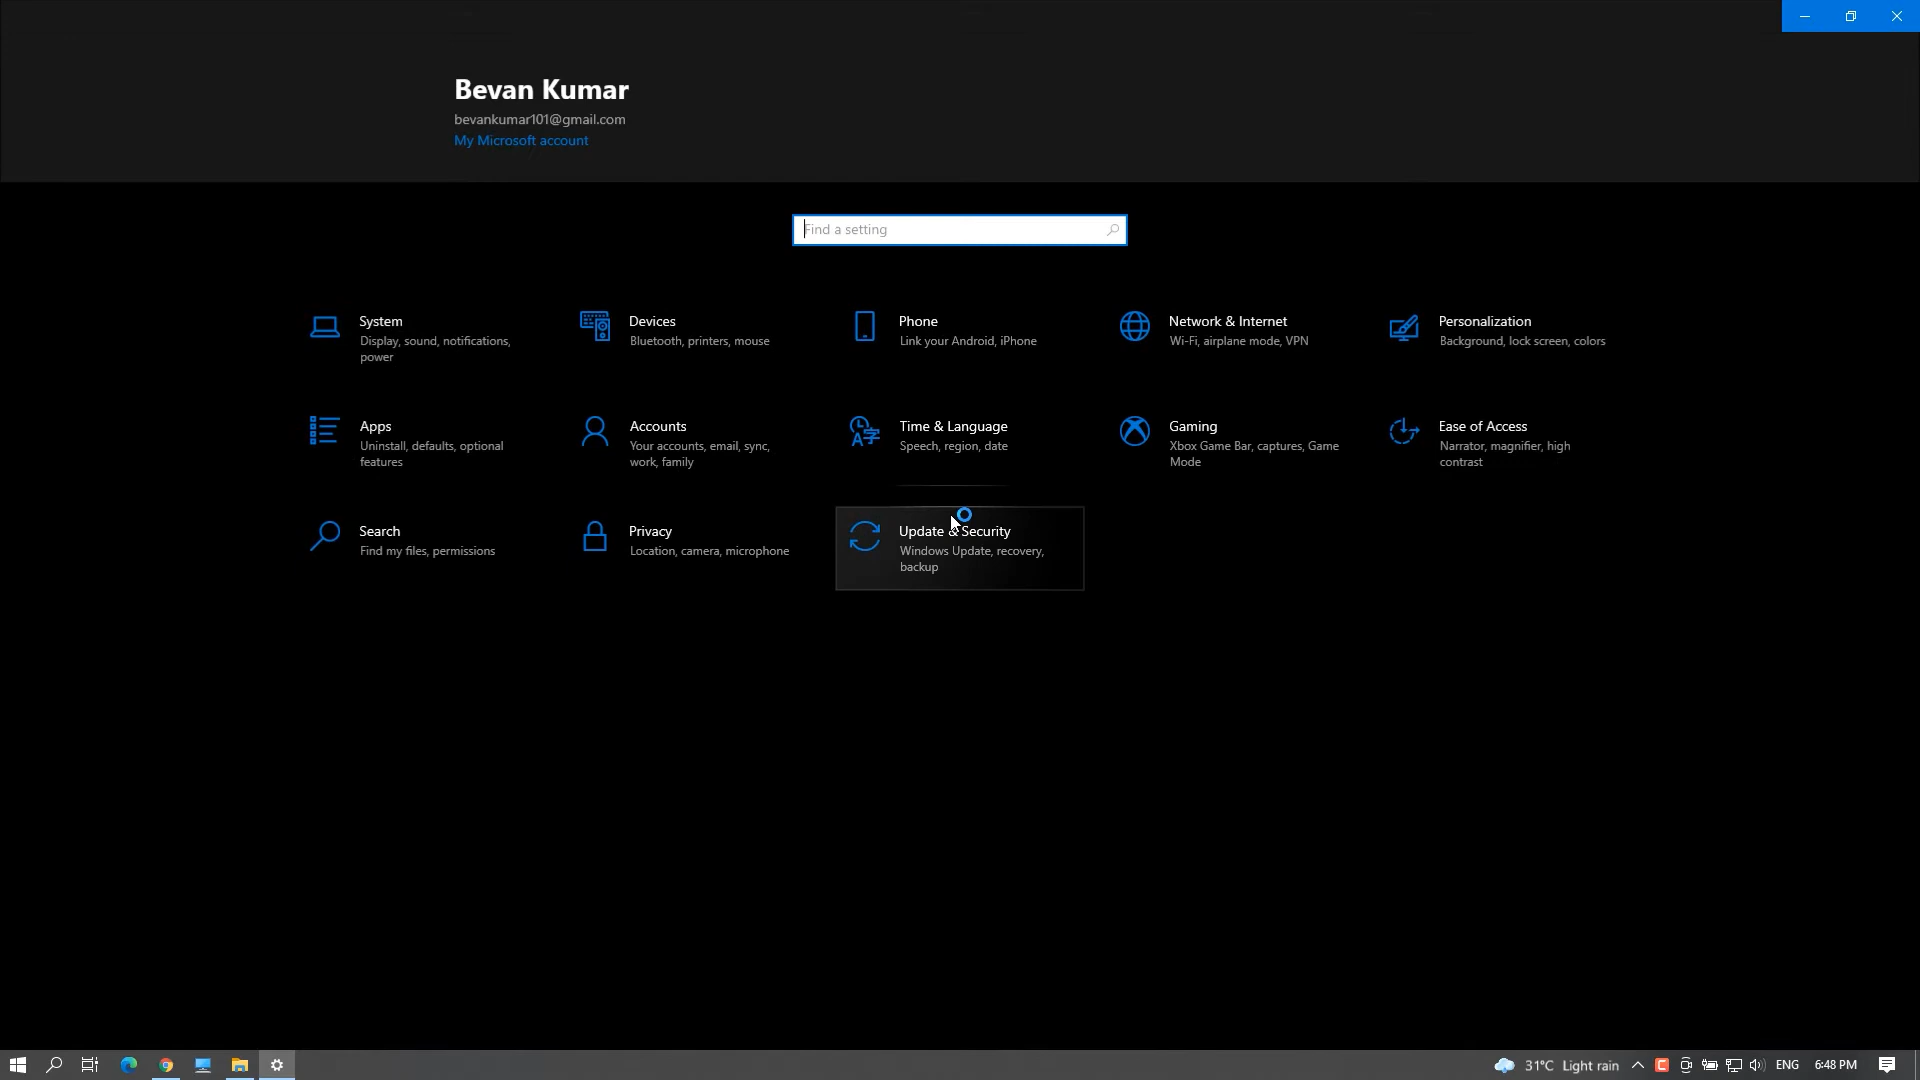 Bevan Kumar
bevankumar101@gmail.com
My Microsoft account
Find a setting
System
Display, sound, notifications,
power
Devices
Bluetooth, printers, mouse
Phone
Link your Android, iPhone
Network & Internet
Wi-Fi, airplane mode, VPN
Personalization
Background, lock screen, colors
Apps
Uninstall, defaults, optional
features
Accounts
Your accounts, email, sync,
work, family
Time & Language
Speech, region, date
Gaming
Xbox Game Bar, captures, Game
Mode
Ease of Access
Narrator, magnifier, high
contrast
Search
Find my files, permissions
Privacy
Location, camera, microphone
Update & Security
Windows Update, recovery,
backup
31°C Light rain ENG 6:48 PM